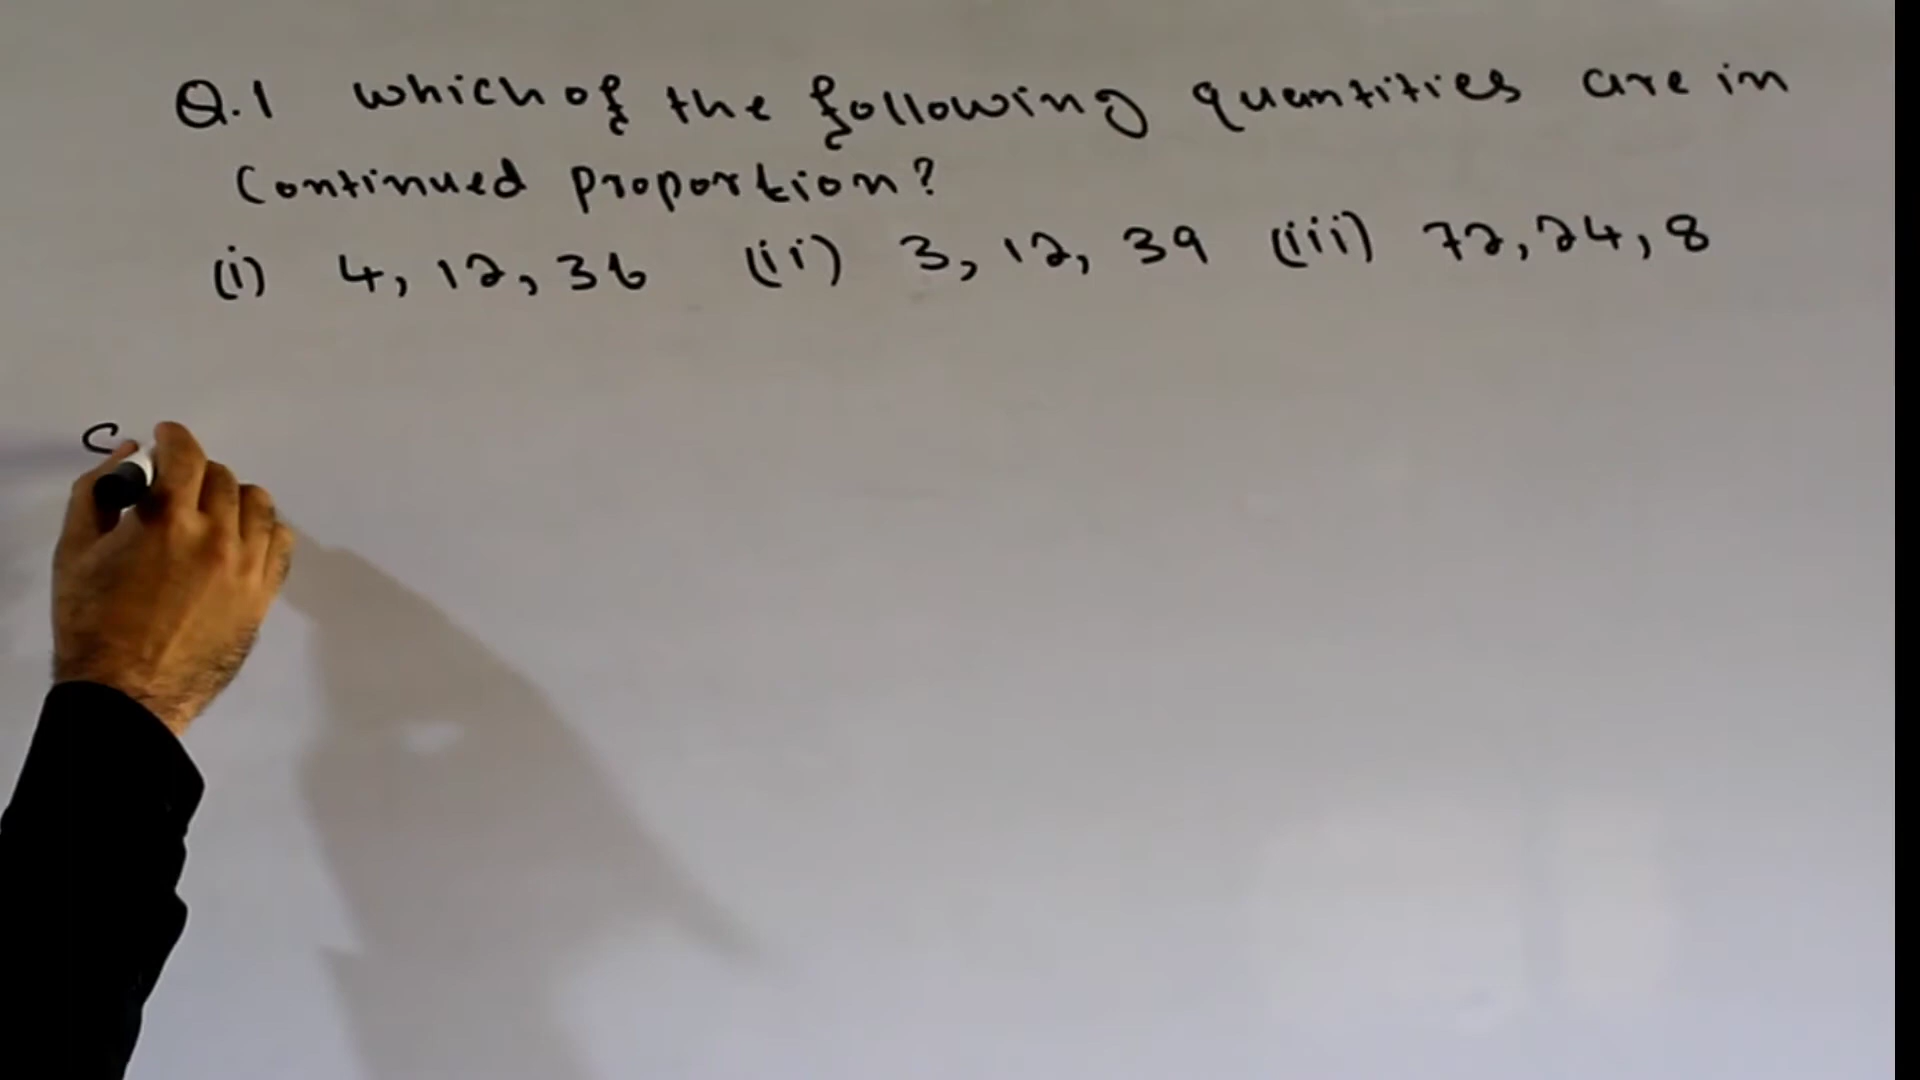 Q.1 which of the following quantities are in
Continued proportion?
(i) 4, 12, 36 (ii) 3, 12, 39 (iii) 72, 24, 8
S